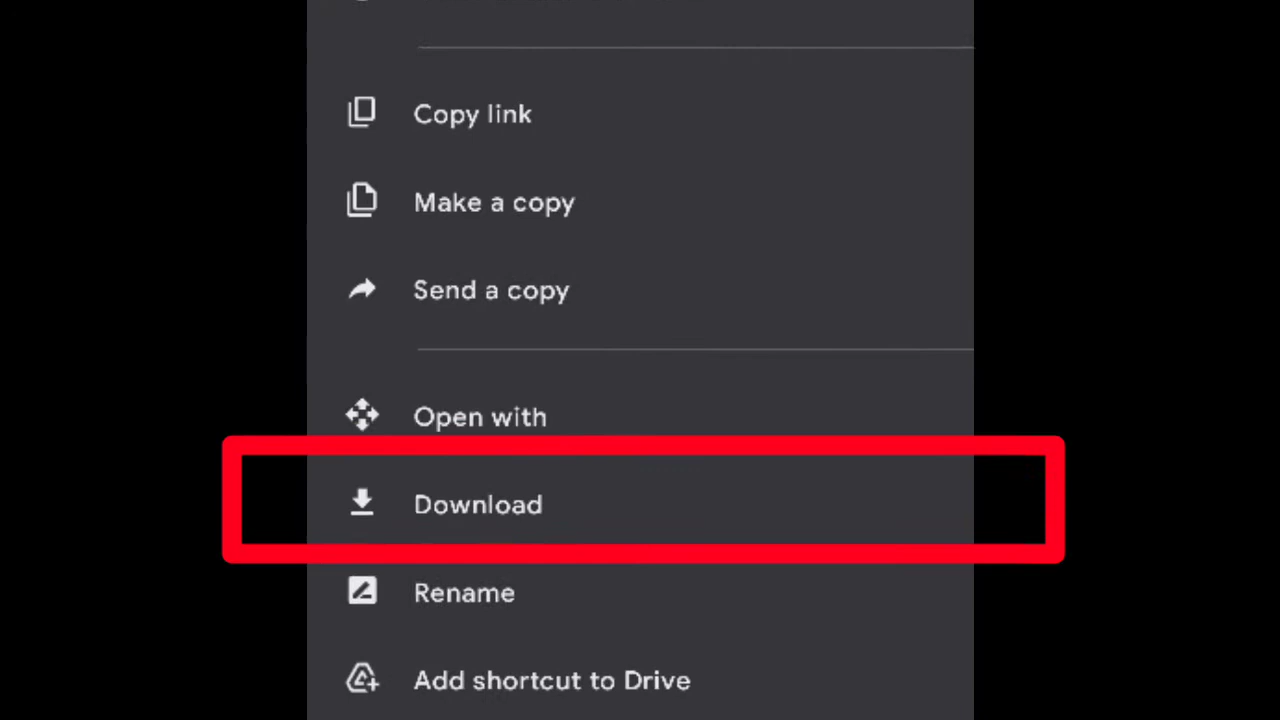 Copy link
Make a copy
Send a copy
Open with
Download
Rename
Add shortcut to Drive